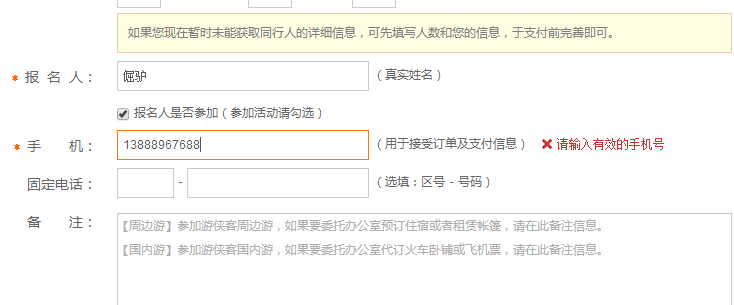 如果您现在暂时未能获取同行人的详细信息，可先填写人数和您的信息，于支付前完善即可。
* 报 名 人： 倔驴 （真实姓名）
报名人是否参加（参加活动请勾选）
* 手 机： 13888967688 （用于接受订单及支付信息） 请输入有效的手机号
固定电话： - （选填：区号 - 号码）
备 注： 【周边游】参加游侠客周边游，如果要委托办公室预订住宿或者租赁帐篷，请在此备注信息。
【国内游】参加游侠客国内游，如果要委托办公室代订火车卧铺或飞机票，请在此备注信息。